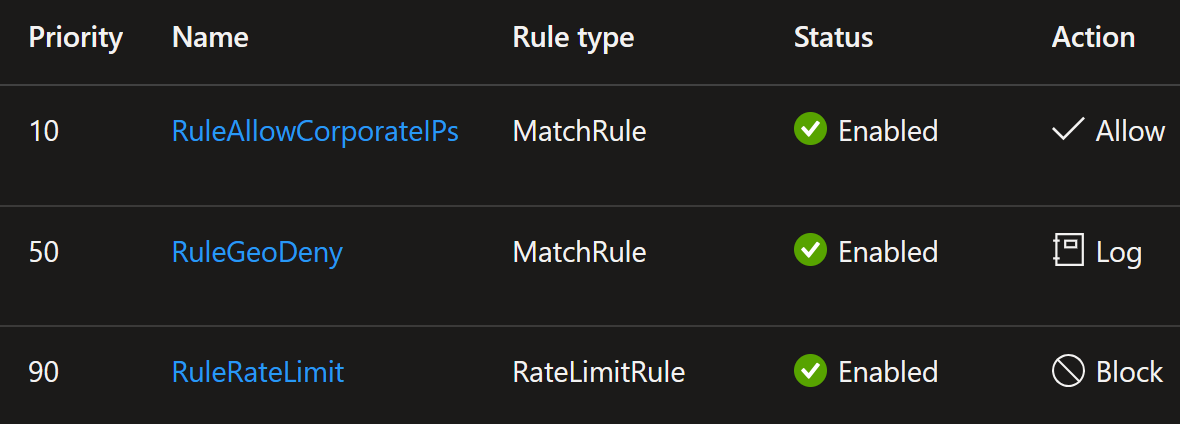 Priority Name Rule type Status Action
10 RuleAllowCorporateIPs MatchRule Enabled Allow
50 RuleGeoDeny MatchRule Enabled Log
90 RuleRateLimit RateLimitRule Enabled Block